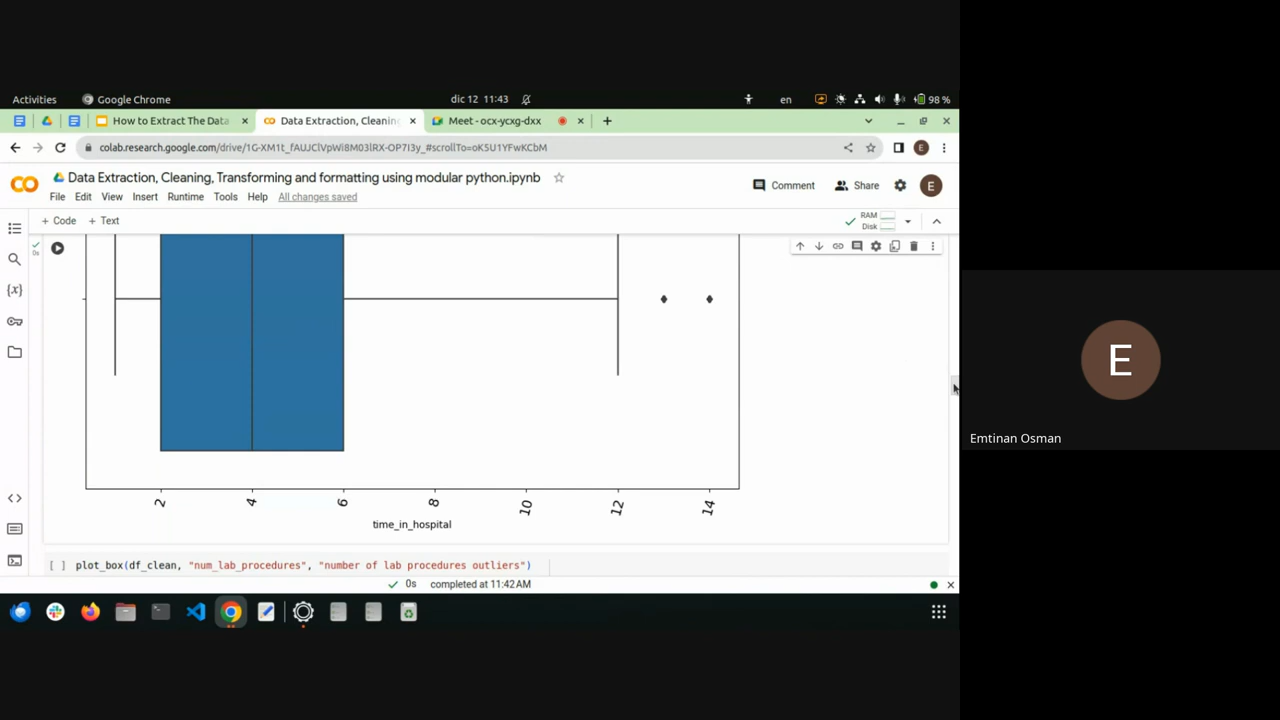 Activities Google Chrome dic 12 11:43 en 98 %
How to Extract The Data Data Extraction, Cleanin Meet - ocx-ycxg-dxx
colab.research.google.com/drive/1G-XM1t_fAUJClVpWi8M03lRX-OP7I3y_#scrollTo=oK5U1YFwKCbM E
Data Extraction, Cleaning, Transforming and formatting using modular python.ipynb Comment Share E
File Edit View Insert Runtime Tools Help All changes saved
+ Code + Text RAM Disk
0s
{x}
2 4 6 8 10 12 14
time_in_hospital
[ ] plot_box(df_clean, "num_lab_procedures", "number of lab procedures outliers")
0s completed at 11:42 AM
E
Emtinan Osman